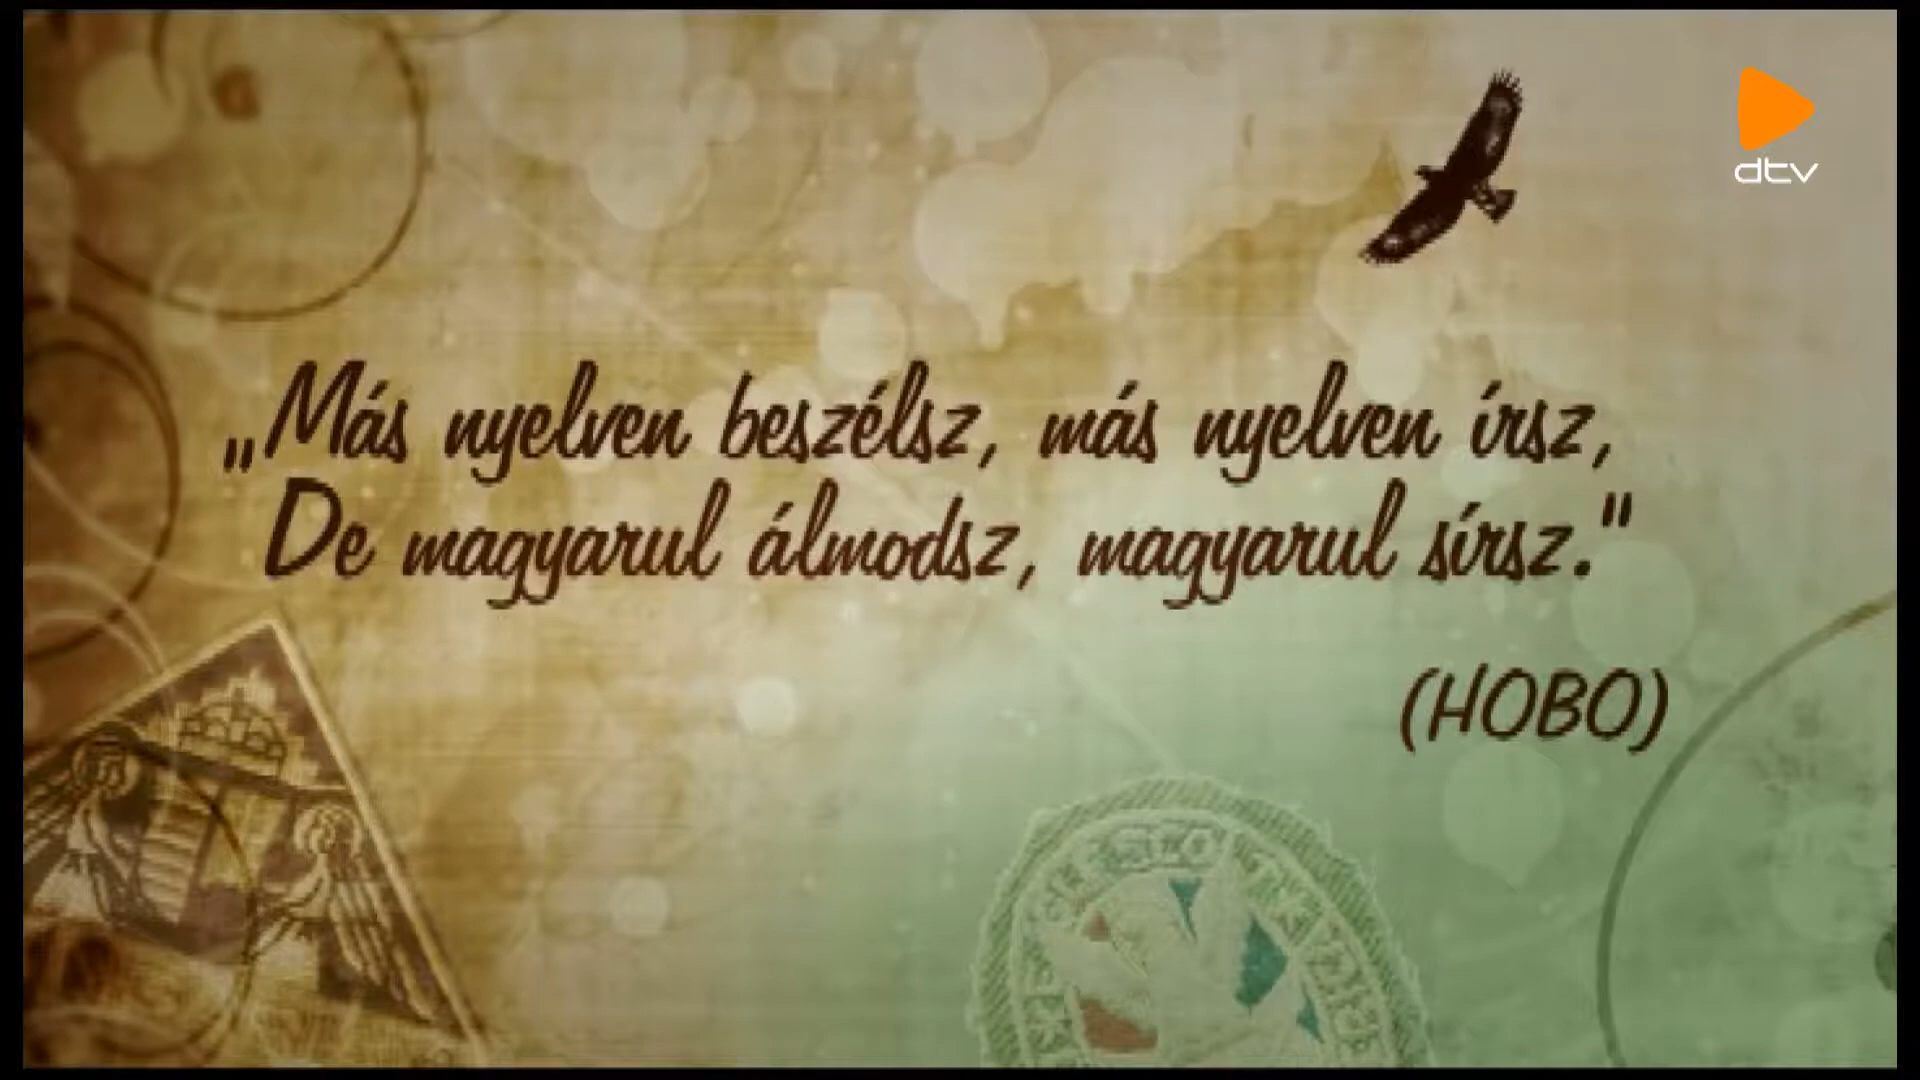 dtv
„Más nyelven beszélsz, más nyelven írsz,
De magyarul álmodsz, magyarul sírsz."
(HOBO)